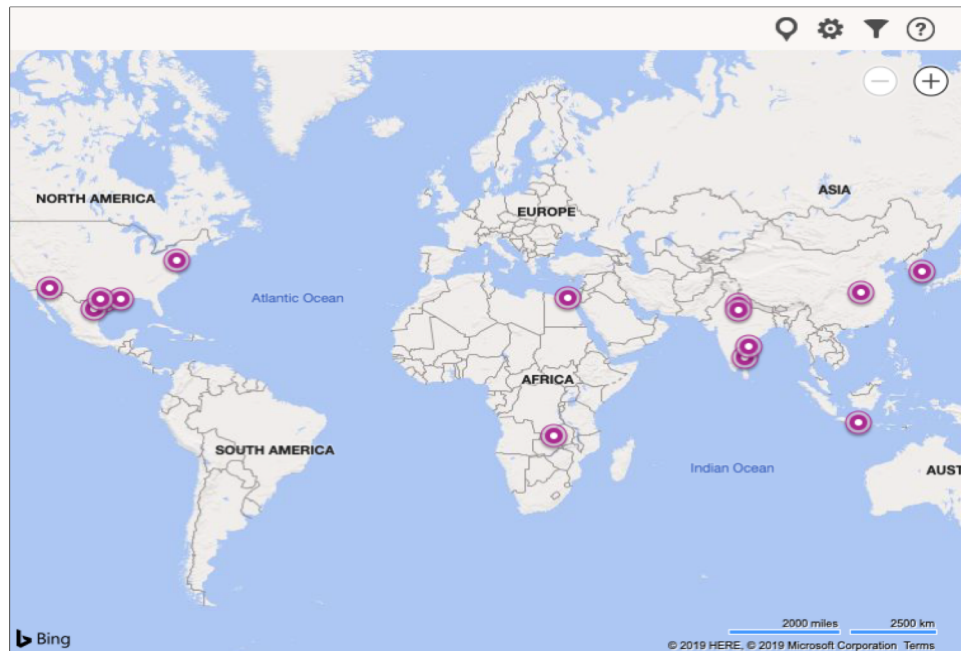 ?
NORTH AMERICA
ASIA
EUROPE
Atlantic Ocean
AFRICA
SOUTH AMERICA
Indian Ocean
AUST
2000 miles 2500 km
Bing
© 2019 HERE, © 2019 Microsoft Corporation Terms